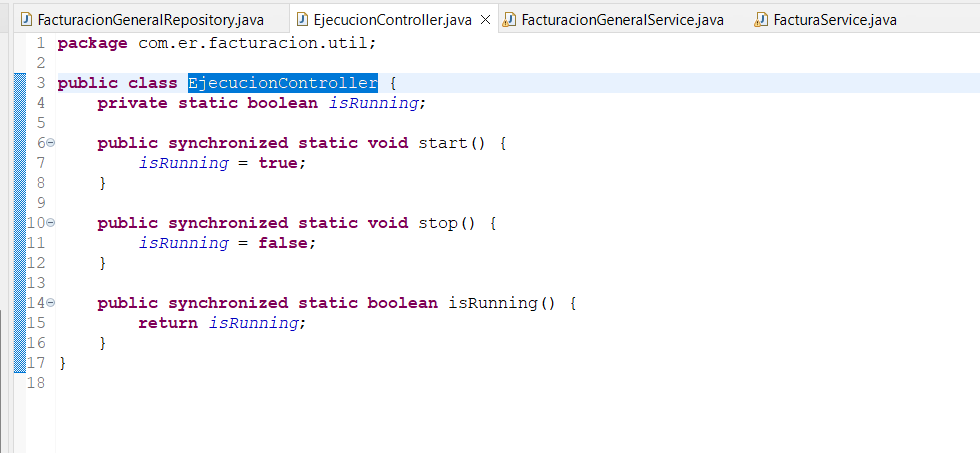 FacturacionGeneralRepository.java EjecucionController.java FacturacionGeneralService.java FacturaService.java
1 package com.er.facturacion.util;
2
3 public class EjecucionController {
4 private static boolean isRunning;
5
6 public synchronized static void start() {
7 isRunning = true;
8 }
9
10 public synchronized static void stop() {
11 isRunning = false;
12 }
13
14 public synchronized static boolean isRunning() {
15 return isRunning;
16 }
17 }
18